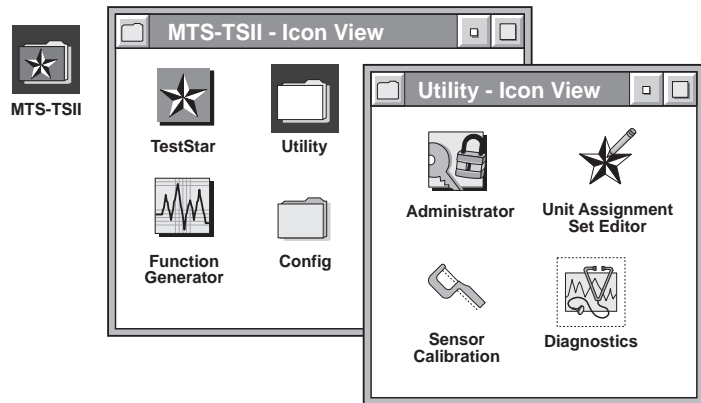 MTS-TSII
MTS-TSII - Icon View
TestStar
Utility
Function
Generator
Config
Utility - Icon View
Administrator
Unit Assignment
Set Editor
Sensor
Calibration
Diagnostics